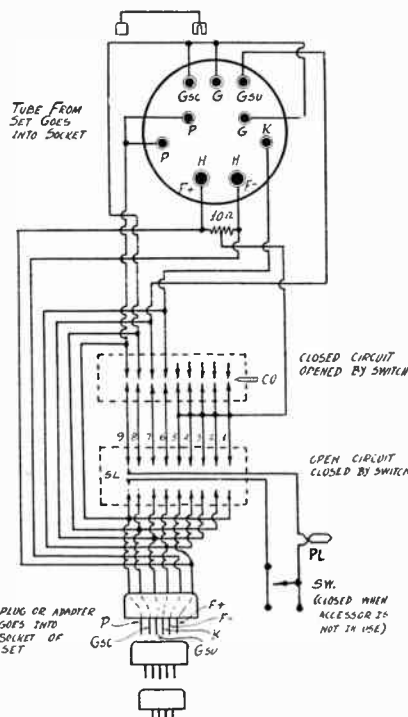 Gsc G Gsu
TUBE FROM
SET GOES
INTO SOCKET
P G K
P H H
F+ F-
10Ω
CLOSED CIRCUIT
OPENED BY SWITCH
CO
9 8 7 6 5 4 3 2 1
OPEN CIRCUIT
CLOSED BY SWITCH
SL
PL
SW.
(CLOSED WHEN
ACCESSOR IS
NOT IN USE)
PLUG OR ADAPTER
GOES INTO
SOCKET OF
SET
P F+
Gsc F-
K
Gsu